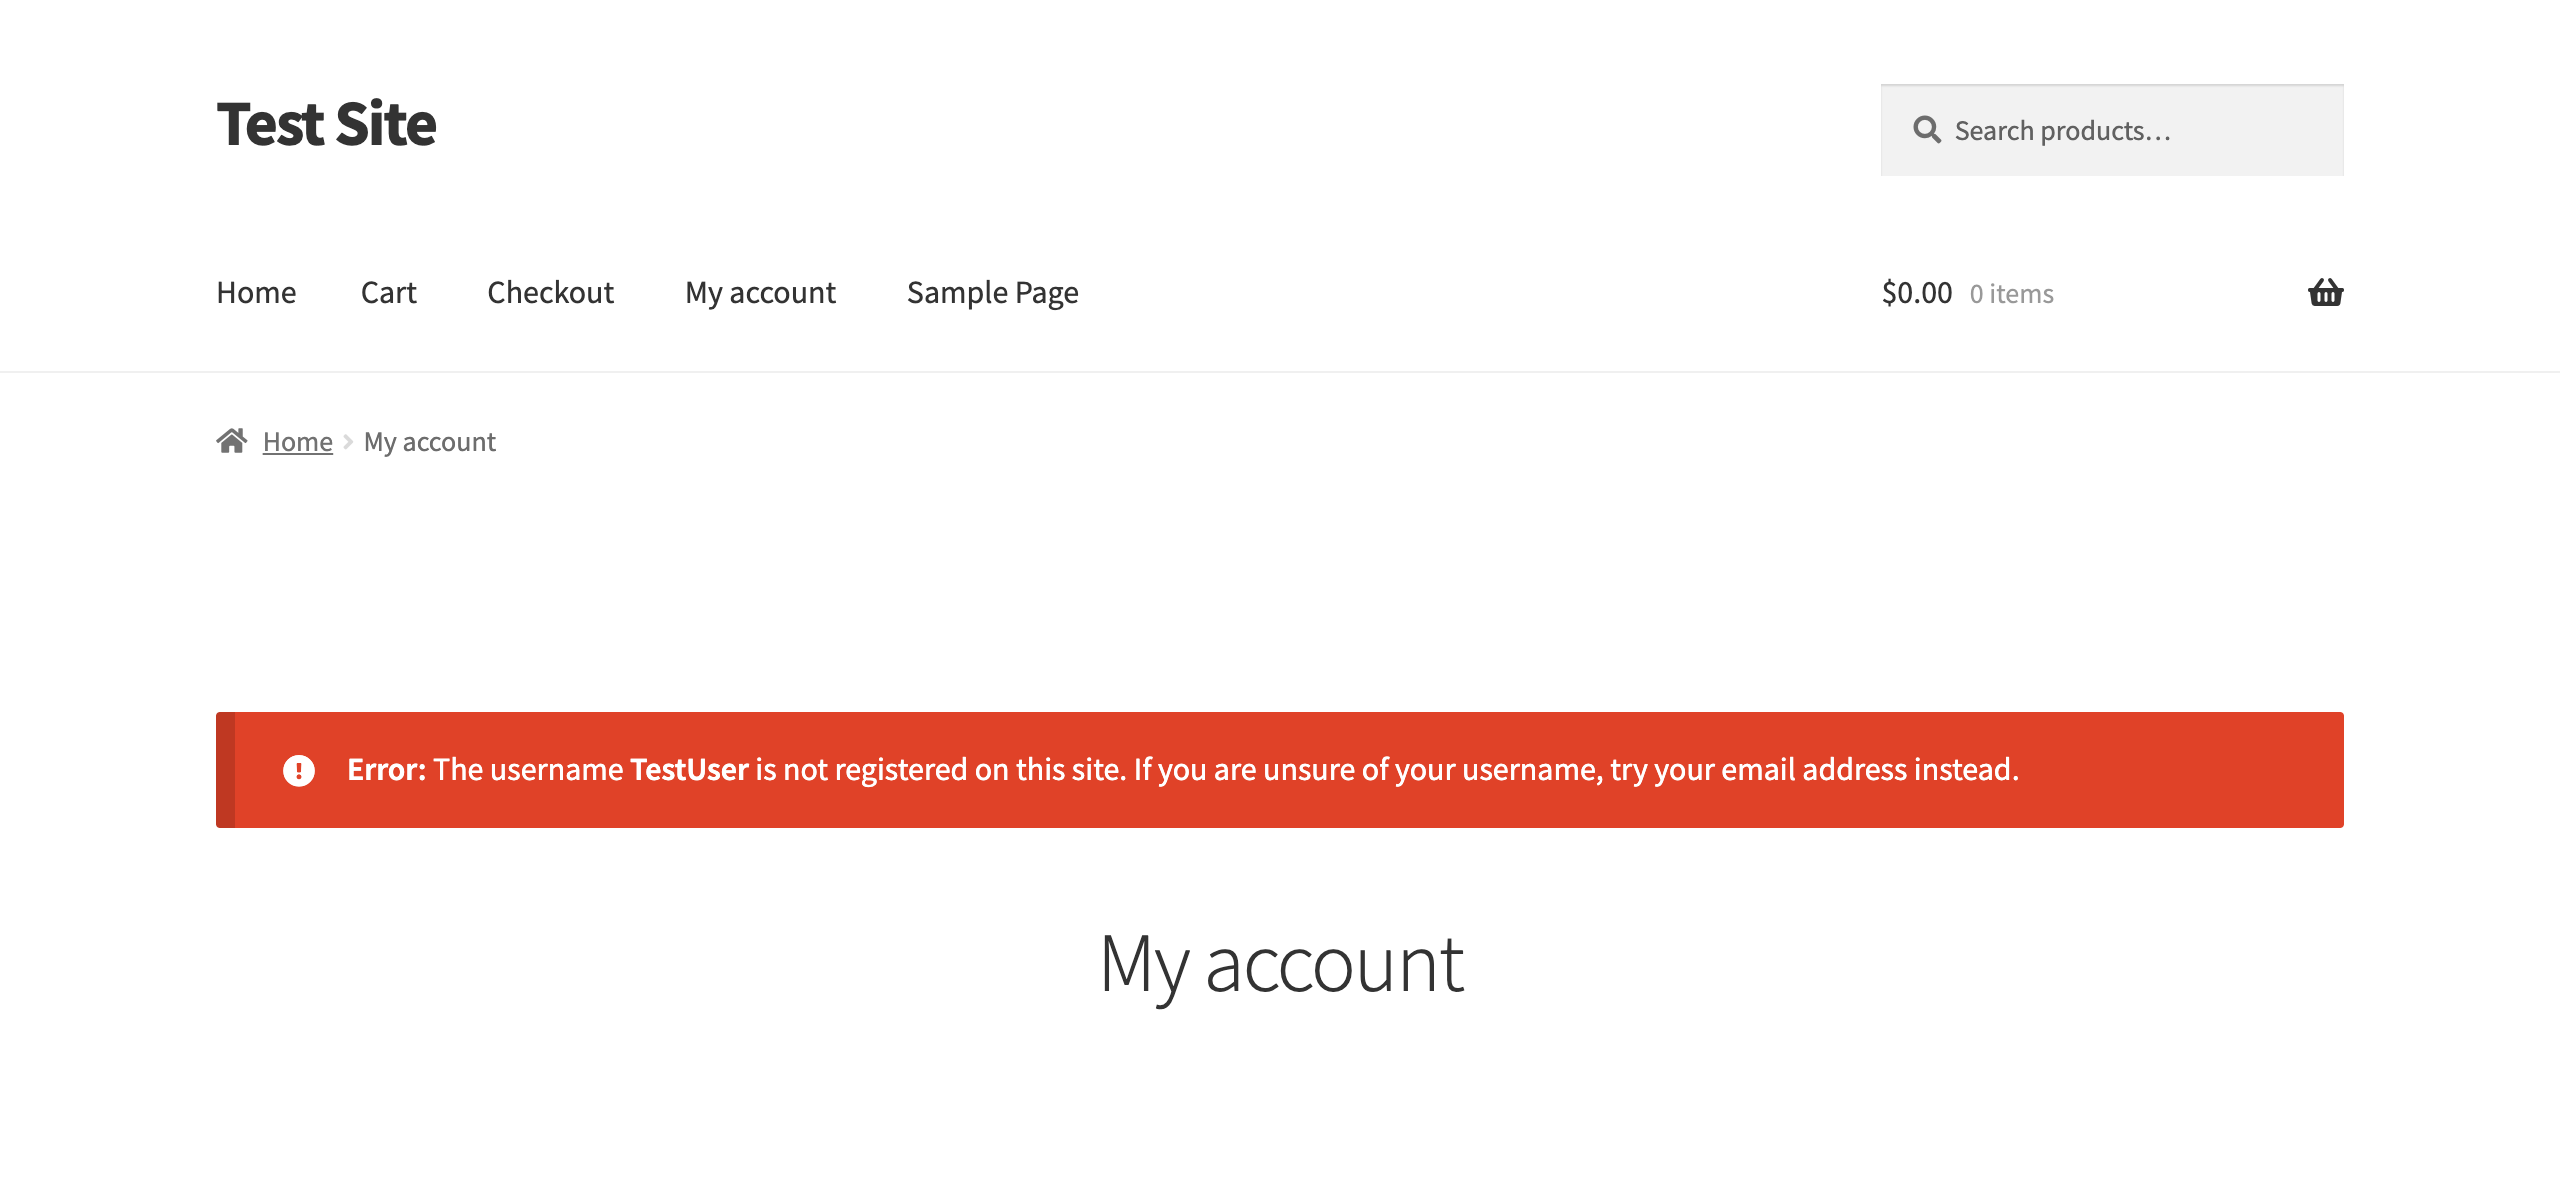 Test Site
Search products…
Home Cart Checkout My account Sample Page
$0.00 0 items
Home My account
Error: The username TestUser is not registered on this site. If you are unsure of your username, try your email address instead.
My account